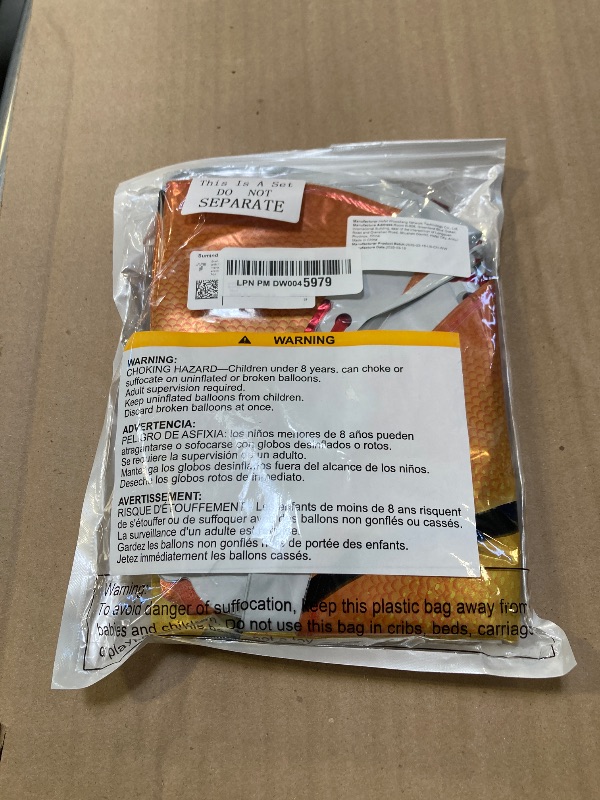 This Is A Set
DO NOT
SEPARATE
LPN PM DW0045979
WARNING
WARNING:
CHOKING HAZARD—Children under 8 years, can choke or
suffocate on uninflated or broken balloons.
Adult supervision required.
Keep uninflated balloons from children.
Discard broken balloons at once.
ADVERTENCIA:
PELIGRO DE ASFIXIA: los niños menores de 8 años pueden
atragantarse o sofocarse con globos desinflados o rotos.
Se requiere la supervisión de un adulto.
Mantenga los globos desinflados fuera del alcance de los niños.
Deseche los globos rotos de inmediato.
AVERTISSEMENT:
RISQUE D'ÉTOUFFEMENT Les enfants de moins de 8 ans risquent
de s'étouffer ou de suffoquer avec des ballons non gonflés ou cassés.
La surveillance d'un adulte est
Gardez les ballons non gonflés hors de portée des enfants.
Jetez immédiatement les ballons cassés.
Warning:
To avoid danger of suffocation, keep this plastic bag away from
babies and Do not use this bag in cribs, beds, carriage